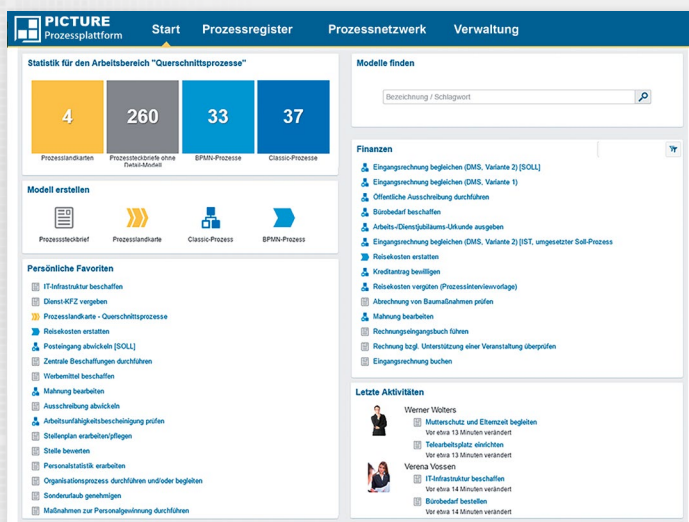 PICTURE
Prozessplattform
Start
Prozessregister
Prozessnetzwerk
Verwaltung
Statistik für den Arbeitsbereich "Querschnittsprozesse"
4
260
33
37
Prozesslandkarten
Prozesssteckbriefe ohne
Detail-Modell
BPMN-Prozesse
Classic-Prozesse
Modell erstellen
Prozesssteckbrief
Prozesslandkarte
Classic-Prozess
BPMN-Prozess
Persönliche Favoriten
IT-Infrastruktur beschaffen
Dienst-KFZ vergeben
Prozesslandkarte - Querschnittsprozesse
Reisekosten erstatten
Posteingang abwickeln [SOLL]
Zentrale Beschaffungen durchführen
Werbemittel beschaffen
Mahnung bearbeiten
Ausschreibung abwickeln
Arbeitsunfähigkeitsbescheinigung prüfen
Stellenplan erarbeiten/pflegen
Stelle bewerten
Personalstatistik erarbeiten
Organisationsprozess durchführen und/oder begleiten
Sonderurlaub genehmigen
Maßnahmen zur Personalgewinnung durchführen
Modelle finden
Bezeichnung / Schlagwort
Finanzen
Eingangsrechnung begleichen (DMS, Variante 2) [SOLL]
Eingangsrechnung begleichen (DMS, Variante 1)
Öffentliche Ausschreibung durchführen
Bürobedarf beschaffen
Arbeits-/Dienstjubiläums-Urkunde ausgeben
Eingangsrechnung begleichen (DMS, Variante 2) [IST, umgesetzter Soll-Prozess
Reisekosten erstatten
Kreditantrag bewilligen
Reisekosten vergüten (Prozessinterviewvorlage)
Abrechnung von Baumaßnahmen prüfen
Mahnung bearbeiten
Rechnungseingangsbuch führen
Rechnung bzgl. Unterstützung einer Veranstaltung überprüfen
Eingangsrechnung buchen
Letzte Aktivitäten
Werner Wolters
Mutterschutz und Elternzeit begleiten
Vor etwa 13 Minuten verändert
Telearbeitsplatz einrichten
Vor etwa 13 Minuten verändert
Verena Vossen
IT-Infrastruktur beschaffen
Vor etwa 14 Minuten verändert
Bürobedarf bestellen
Vor etwa 14 Minuten verändert